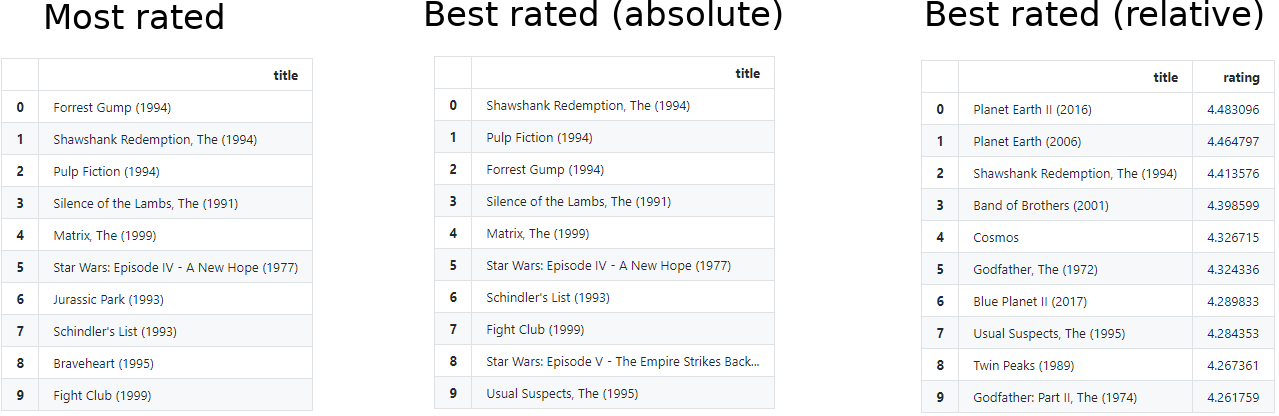 Most rated
title
0 Forrest Gump (1994)
1 Shawshank Redemption, The (1994)
2 Pulp Fiction (1994)
3 Silence of the Lambs, The (1991)
4 Matrix, The (1999)
5 Star Wars: Episode IV - A New Hope (1977)
6 Jurassic Park (1993)
7 Schindler's List (1993)
8 Braveheart (1995)
9 Fight Club (1999)
Best rated (absolute)
title
0 Shawshank Redemption, The (1994)
1 Pulp Fiction (1994)
2 Forrest Gump (1994)
3 Silence of the Lambs, The (1991)
4 Matrix, The (1999)
5 Star Wars: Episode IV - A New Hope (1977)
6 Schindler's List (1993)
7 Fight Club (1999)
8 Star Wars: Episode V - The Empire Strikes Back...
9 Usual Suspects, The (1995)
Best rated (relative)
title rating
0 Planet Earth II (2016) 4.483096
1 Planet Earth (2006) 4.464797
2 Shawshank Redemption, The (1994) 4.413576
3 Band of Brothers (2001) 4.398599
4 Cosmos 4.326715
5 Godfather, The (1972) 4.324336
6 Blue Planet II (2017) 4.289833
7 Usual Suspects, The (1995) 4.284353
8 Twin Peaks (1989) 4.267361
9 Godfather: Part II, The (1974) 4.261759